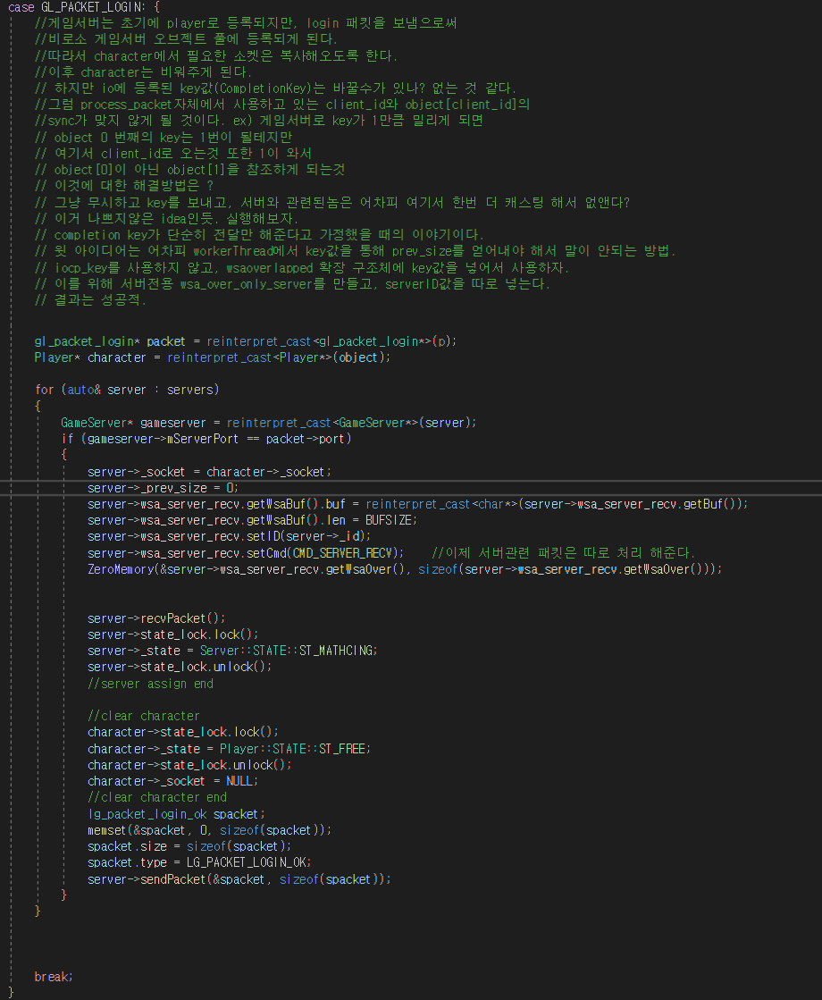 case GL_PACKET_LOGIN: {
//게임서버는 초기에 player로 등록되지만, login 패킷을 보냄으로써
//비로소 게임서버 오브젝트 풀에 등록되게 된다.
//따라서 character에서 필요한 소켓은 복사해오도록 한다.
//이후 character는 비워주게 된다.
// 하지만 io에 등록된 key값(CompletionKey)는 바꿀수가 있나? 없는 것 같다.
//그럼 process_packet자체에서 사용하고 있는 client_id와 object[client_id]의
//sync가 맞지 않게 될 것이다. ex) 게임서버로 key가 1만큼 밀리게 되면
// object 0 번째의 key는 1번이 될테지만
// 여기서 client_id로 오는것 또한 1이 와서
// object[0]이 아닌 object[1]을 참조하게 되는것
// 이것에 대한 해결방법은 ?
// 그냥 무시하고 key를 보내고, 서버와 관련된놈은 어차피 여기서 한번 더 캐스팅 해서 없앤다?
// 이거 나쁘지않은 idea인듯. 실행해보자.
// completion key가 단순히 전달만 해준다고 가정했을 때의 이야기이다.
// 윗 아이디어는 어차피 workerThread에서 key값을 통해 prev_size를 얻어내야 해서 말이 안되는 방법.
// iocp_key를 사용하지 않고, wsaoverlapped 확장 구조체에 key값을 넣어서 사용하자.
// 이를 위해 서버전용 wsa_over_only_server를 만들고, serverID값을 따로 넣는다.
// 결과는 성공적.
gl_packet_login* packet = reinterpret_cast<gl_packet_login*>(p);
Player* character = reinterpret_cast<Player*>(object);
for (auto& server : servers)
{
GameServer* gameserver = reinterpret_cast<GameServer*>(server);
if (gameserver->mServerPort == packet->port)
{
server->_socket = character->_socket;
server->_prev_size = 0;
server->wsa_server_recv.getWsaBuf().buf = reinterpret_cast<char*>(server->wsa_server_recv.getBuf());
server->wsa_server_recv.getWsaBuf().len = BUFSIZE;
server->wsa_server_recv.setID(server->_id);
server->wsa_server_recv.setCmd(CMD_SERVER_RECV); //이제 서버관련 패킷은 따로 처리 해준다.
ZeroMemory(&server->wsa_server_recv.getWsaOver(), sizeof(server->wsa_server_recv.getWsaOver()));
server->recvPacket();
server->state_lock.lock();
server->_state = Server::STATE::ST_MATHCING;
server->state_lock.unlock();
//server assign end
//clear character
character->state_lock.lock();
character->_state = Player::STATE::ST_FREE;
character->state_lock.unlock();
character->_socket = NULL;
//clear character end
lg_packet_login_ok spacket;
memset(&spacket, 0, sizeof(spacket));
spacket.size = sizeof(spacket);
spacket.type = LG_PACKET_LOGIN_OK;
server->sendPacket(&spacket, sizeof(spacket));
}
}
break;
}